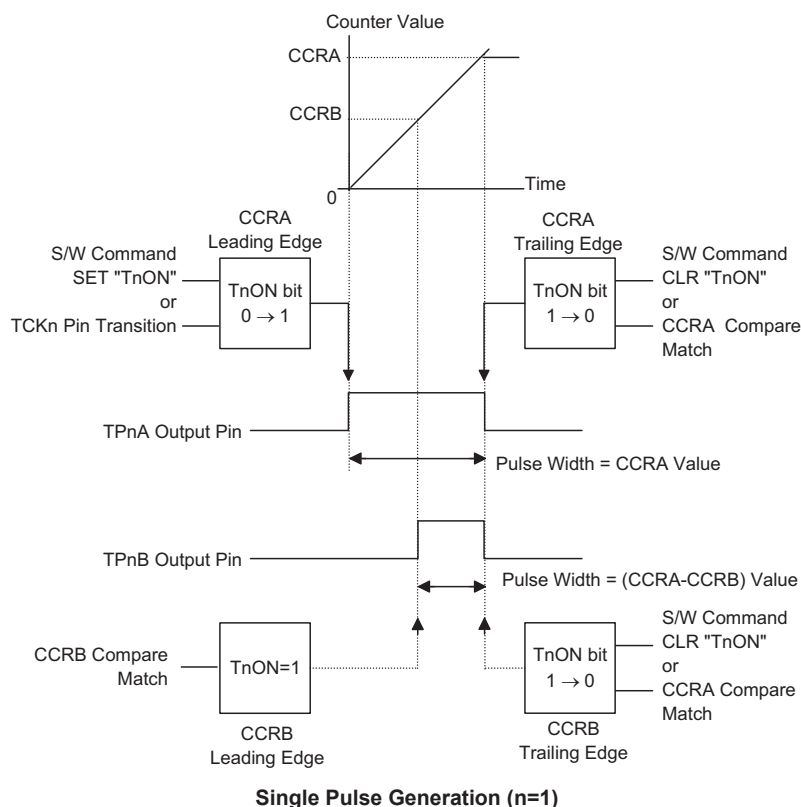 Counter Value
CCRA
CCRB
0
Time
CCRA
Leading Edge
S/W Command
SET "TnON"
or
TCKn Pin Transition
TnON bit
0 → 1
CCRA
Trailing Edge
TnON bit
1 → 0
S/W Command
CLR "TnON"
or
CCRA Compare
Match
TPnA Output Pin
Pulse Width = CCRA Value
TPnB Output Pin
Pulse Width = (CCRA-CCRB) Value
CCRB Compare
Match
TnON=1
CCRB
Leading Edge
TnON bit
1 → 0
CCRB
Trailing Edge
S/W Command
CLR "TnON"
or
CCRA Compare
Match
Single Pulse Generation (n=1)